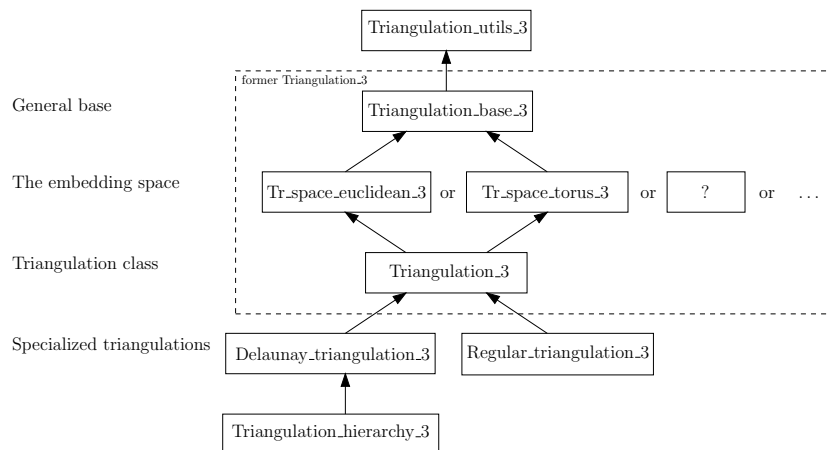 Triangulation_utils_3
former Triangulation_3
General base
Triangulation_base_3
The embedding space
Tr_space_euclidean_3 or Tr_space_torus_3 or ? or ...
Triangulation class
Triangulation_3
Specialized triangulations
Delaunay_triangulation_3
Regular_triangulation_3
Triangulation_hierarchy_3